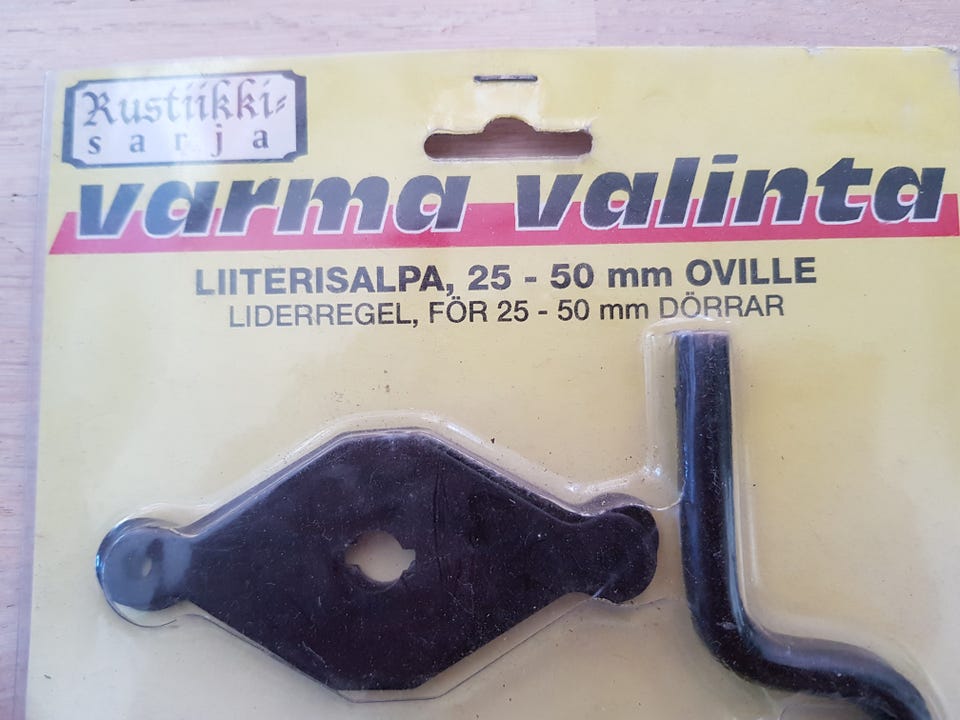 Rustiikki-
sarja
varma valinta
LIITERISALPA, 25 - 50 mm OVILLE
LIDERREGEL, FÖR 25 - 50 mm DÖRRAR